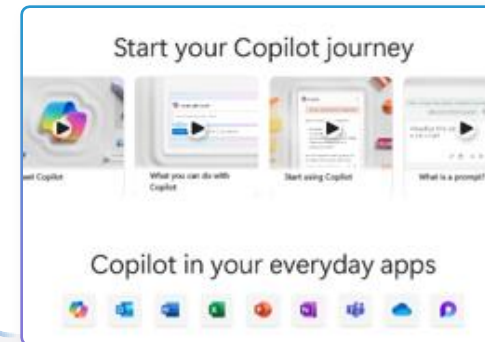 Start your Copilot journey
eet Copilot
What you can do with
Copilot
Start using Copilot
What is a prompt?
Copilot in your everyday apps